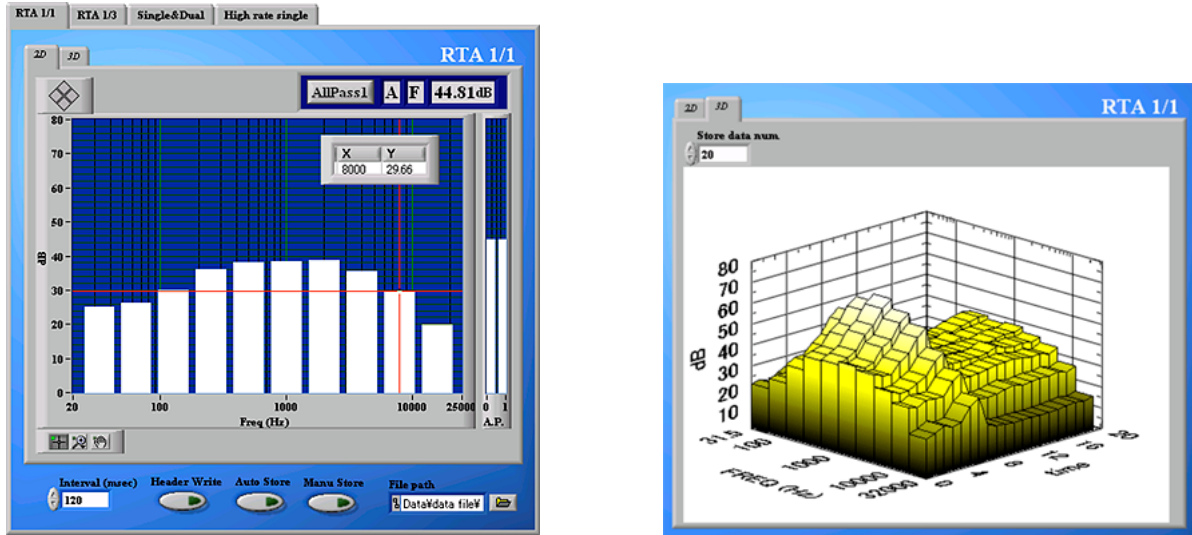 RTA 1/1 RTA 1/3 Single&Dual High rate single
RTA 1/1
2D 3D
AllPass1 A F 44.81dB
X Y
8000 29.66
80
70
60
50
40
30
20
10
0
dB
20 100 1000 10000 25000
Freq (Hz)
0 1
A.P.
Interval (msec) Header Write Auto Store Manu Store File path
120
Data¥data file¥
RTA 1/1
2D 3D
Store data num.
20
80
70
60
50
40
30
20
10
dB
31.5 100 1000 10000 32000
FREQ (Hz)
0 4
time